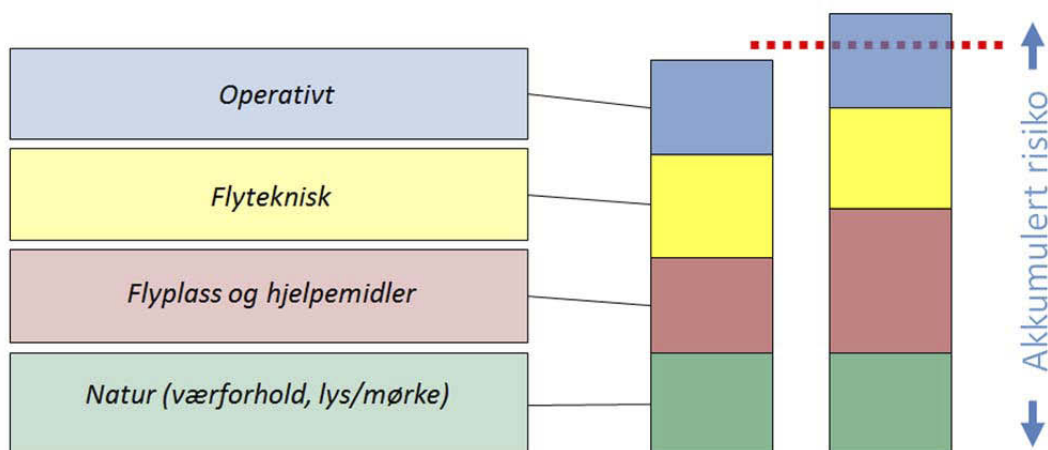 Operativt
Flyteknisk
Flyplass og hjelpemidler
Natur (værforhold, lys/mørke)
Akkumulert risiko